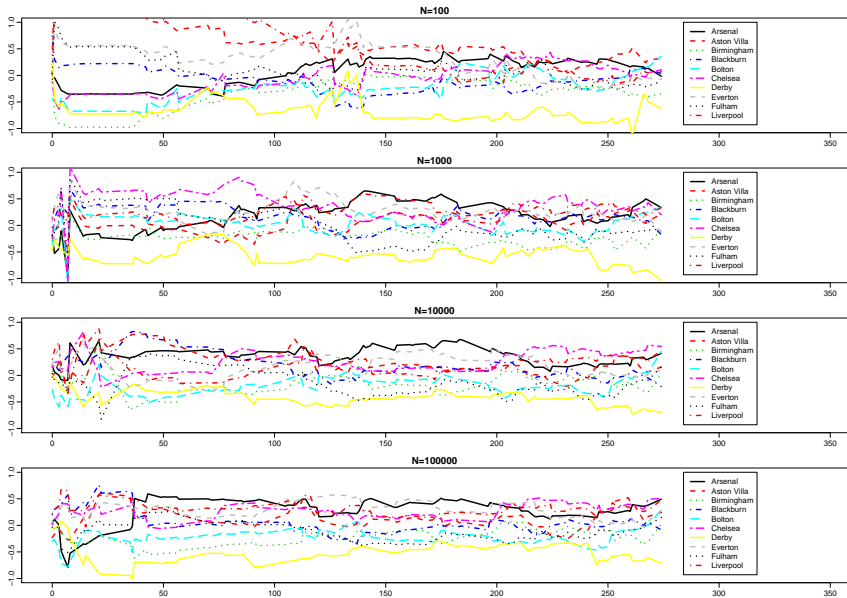 N=100
1.0
0.5
0.0
−0.5
−1.0
Arsenal
Aston Villa
Birmingham
Blackburn
Bolton
Chelsea
Derby
Everton
Fulham
Liverpool
0 50 100 150 200 250 300 350
N=1000
1.0
0.5
0.0
−0.5
−1.0
Arsenal
Aston Villa
Birmingham
Blackburn
Bolton
Chelsea
Derby
Everton
Fulham
Liverpool
0 50 100 150 200 250 300 350
N=10000
1.0
0.5
0.0
−0.5
−1.0
Arsenal
Aston Villa
Birmingham
Blackburn
Bolton
Chelsea
Derby
Everton
Fulham
Liverpool
0 50 100 150 200 250 300 350
N=100000
1.0
0.5
0.0
−0.5
−1.0
Arsenal
Aston Villa
Birmingham
Blackburn
Bolton
Chelsea
Derby
Everton
Fulham
Liverpool
0 50 100 150 200 250 300 350